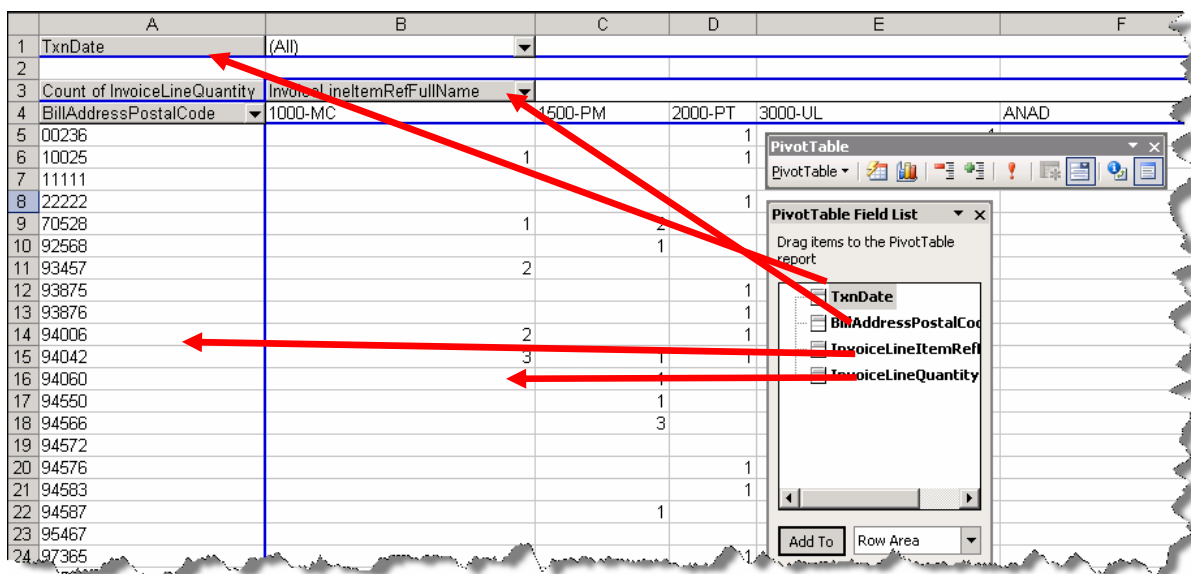 A B C D E F
1 TxnDate (All)
2
3 Count of InvoiceLineQuantity InvoiceLineItemRefFullName
4 BillAddressPostalCode 1000-MC 1500-PM 2000-PT 3000-UL ANAD
5 00236 1 1
6 10025 1 1
7 11111
8 22222 1
9 70528 1 2
10 92568 1
11 93457 2
12 93875 1
13 93876 1
14 94006 2 1
15 94042 3 1 1
16 94060 1
17 94550 1
18 94566 3
19 94572
20 94576 1
21 94583 1
22 94587 1
23 95467
24 97365 1
PivotTable
PivotTable
PivotTable Field List
Drag items to the PivotTable
report
TxnDate
BillAddressPostalCod
InvoiceLineItemRefI
InvoiceLineQuantity
Add To Row Area